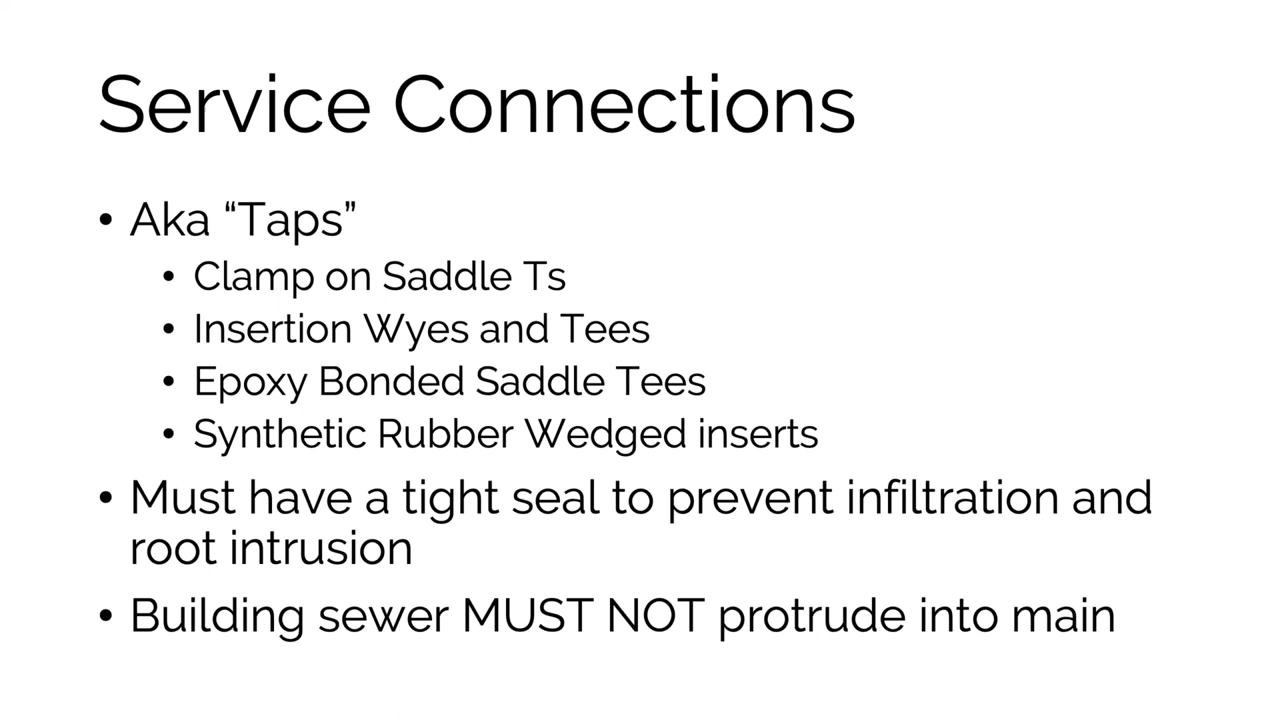 Service Connections
• Aka “Taps”
• Clamp on Saddle Ts
• Insertion Wyes and Tees
• Epoxy Bonded Saddle Tees
• Synthetic Rubber Wedged inserts
• Must have a tight seal to prevent infiltration and
root intrusion
• Building sewer MUST NOT protrude into main